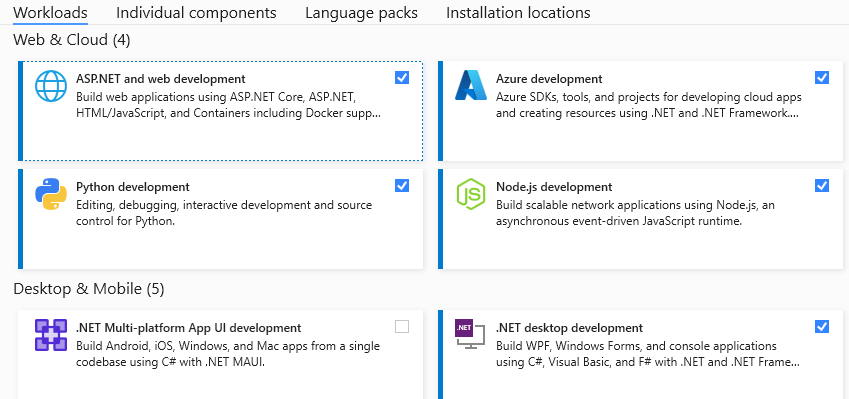 Workloads Individual components Language packs Installation locations
Web & Cloud (4)
ASP.NET and web development
Build web applications using ASP.NET Core, ASP.NET,
HTML/JavaScript, and Containers including Docker supp...
Azure development
Azure SDKs, tools, and projects for developing cloud apps
and creating resources using .NET and .NET Framework....
Python development
Editing, debugging, interactive development and source
control for Python.
Node.js development
Build scalable network applications using Node.js, an
asynchronous event-driven JavaScript runtime.
Desktop & Mobile (5)
.NET Multi-platform App UI development
Build Android, iOS, Windows, and Mac apps from a single
codebase using C# with .NET MAUI.
.NET
.NET desktop development
Build WPF, Windows Forms, and console applications
using C#, Visual Basic, and F# with .NET and .NET Frame...